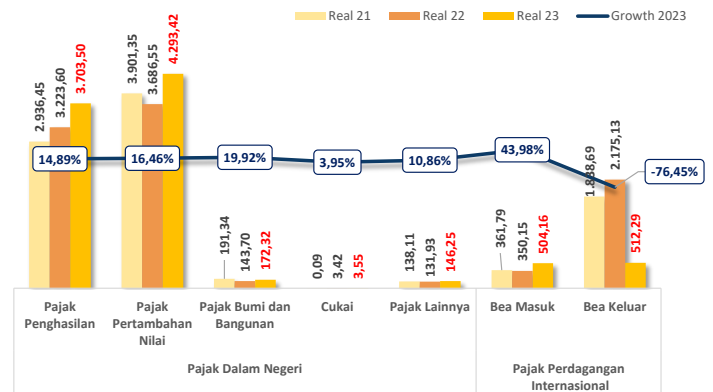 Real 21 Real 22 Real 23 Growth 2023
2.936,45 3.223,60 3.703,50
3.901,35 3.686,55 4.293,42
191,34 143,70 172,32
0,09 3,42 3,55
138,11 131,93 146,25
361,79 350,15 504,16
1.838,69 2.175,13 512,29
14,89% 16,46% 19,92% 3,95% 10,86% 43,98% -76,45%
Pajak Penghasilan
Pajak Pertambahan Nilai
Pajak Bumi dan Bangunan
Cukai
Pajak Lainnya
Bea Masuk
Bea Keluar
Pajak Dalam Negeri
Pajak Perdagangan Internasional